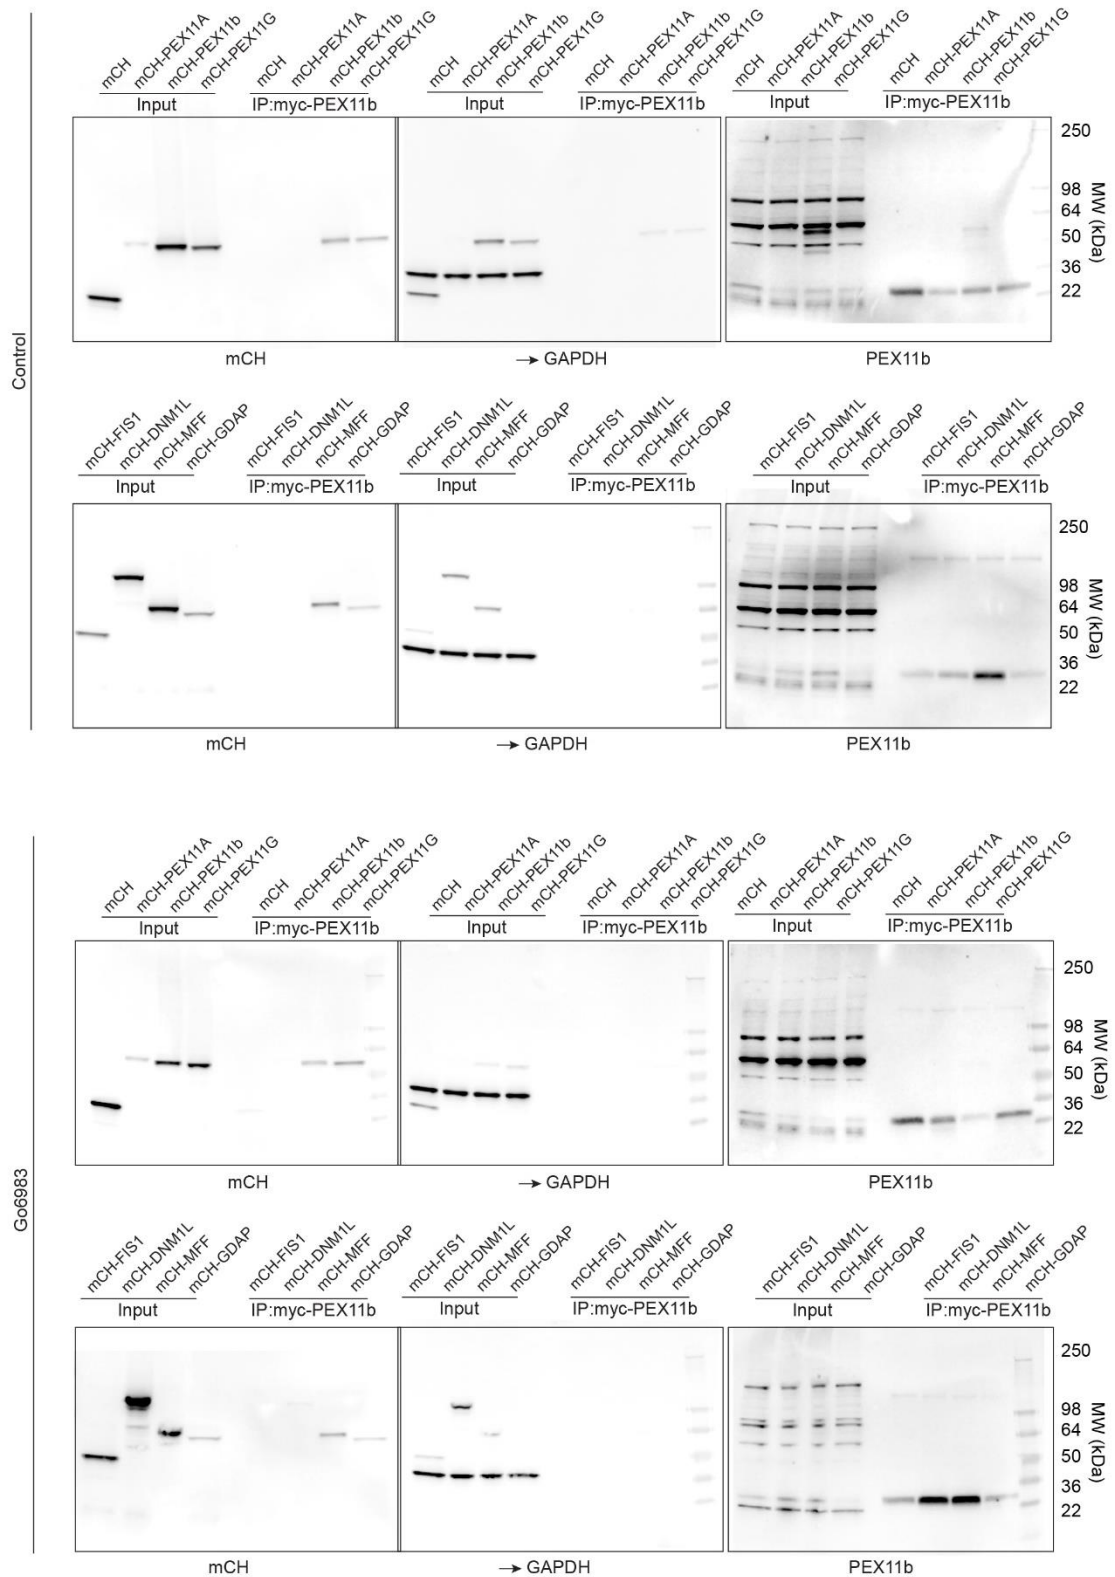 Control
mCH mCH-PEX11A mCH-PEX11b mCH-PEX11G mCH mCH-PEX11A mCH-PEX11b mCH-PEX11G mCH mCH-PEX11A mCH-PEX11b mCH-PEX11G mCH mCH-PEX11A mCH-PEX11b mCH-PEX11G mCH mCH-PEX11A mCH-PEX11b mCH-PEX11G mCH mCH-PEX11A mCH-PEX11b mCH-PEX11G
Input IP:myc-PEX11b Input IP:myc-PEX11b Input IP:myc-PEX11b
250
98
64
50
36
22
MW (kDa)
mCH → GAPDH PEX11b
mCH-FIS1 mCH-DNM1L mCH-MFF mCH-GDAP mCH-FIS1 mCH-DNM1L mCH-MFF mCH-GDAP mCH-FIS1 mCH-DNM1L mCH-MFF mCH-GDAP mCH-FIS1 mCH-DNM1L mCH-MFF mCH-GDAP mCH-FIS1 mCH-DNM1L mCH-MFF mCH-GDAP mCH-FIS1 mCH-DNM1L mCH-MFF mCH-GDAP
Input IP:myc-PEX11b Input IP:myc-PEX11b Input IP:myc-PEX11b
250
98
64
50
36
22
MW (kDa)
mCH → GAPDH PEX11b
Go6983
mCH mCH-PEX11A mCH-PEX11b mCH-PEX11G mCH mCH-PEX11A mCH-PEX11b mCH-PEX11G mCH mCH-PEX11A mCH-PEX11b mCH-PEX11G mCH mCH-PEX11A mCH-PEX11b mCH-PEX11G mCH mCH-PEX11A mCH-PEX11b mCH-PEX11G mCH mCH-PEX11A mCH-PEX11b mCH-PEX11G
Input IP:myc-PEX11b Input IP:myc-PEX11b Input IP:myc-PEX11b
250
98
64
50
36
22
MW (kDa)
mCH → GAPDH PEX11b
mCH-FIS1 mCH-DNM1L mCH-MFF mCH-GDAP mCH-FIS1 mCH-DNM1L mCH-MFF mCH-GDAP mCH-FIS1 mCH-DNM1L mCH-MFF mCH-GDAP mCH-FIS1 mCH-DNM1L mCH-MFF mCH-GDAP mCH-FIS1 mCH-DNM1L mCH-MFF mCH-GDAP mCH-FIS1 mCH-DNM1L mCH-MFF mCH-GDAP
Input IP:myc-PEX11b Input IP:myc-PEX11b Input IP:myc-PEX11b
250
98
64
50
36
22
MW (kDa)
mCH → GAPDH PEX11b